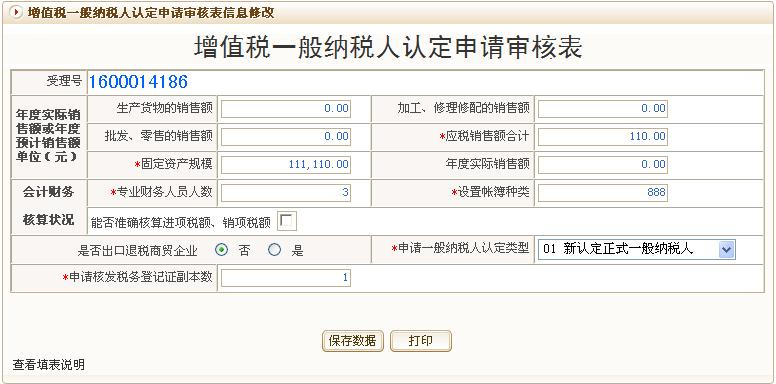 增值税一般纳税人认定申请审核表信息修改
增值税一般纳税人认定申请审核表
受理号 1600014186
年度实际销售额或年度预计销售额单位（元）
生产货物的销售额 0.00 加工、修理修配的销售额 0.00
批发、零售的销售额 0.00 *应税销售额合计 110.00
*固定资产规模 111,110.00 年度实际销售额 0.00
会计财务核算状况
*专业财务人员人数 3 *设置帐簿种类 888
能否准确核算进项税额、销项税额
是否出口退税商贸企业 否 是 *申请一般纳税人认定类型 01 新认定正式一般纳税人
*申请核发税务登记证副本数 1
保存数据 打印
查看填表说明